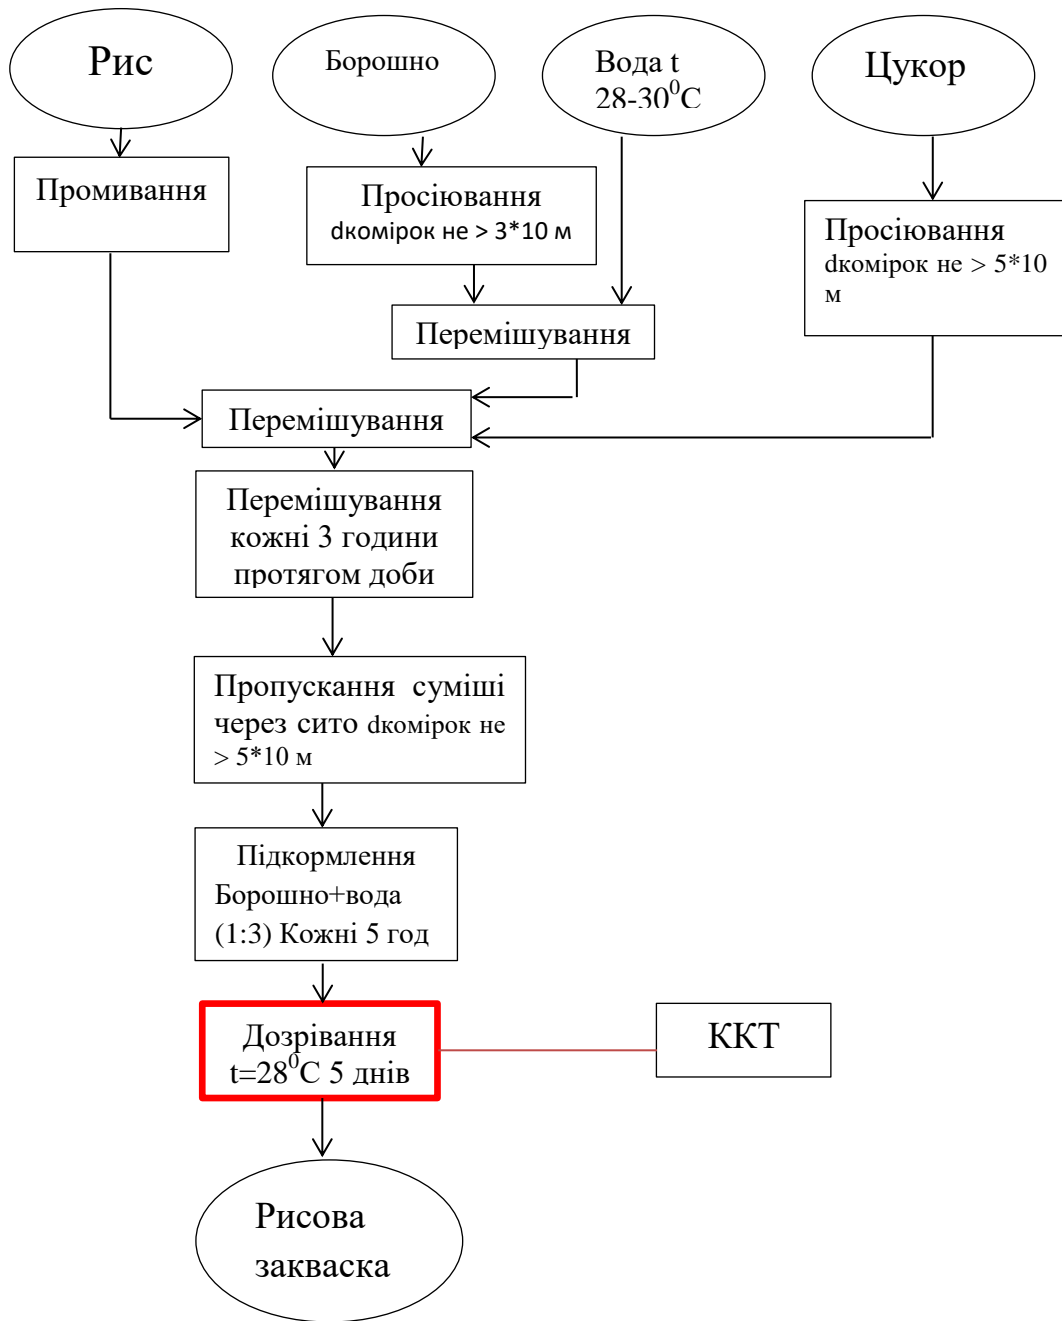 Рис
Борошно
Вода t
28-30⁰С
Цукор
Промивання
Просіювання
dкомірок не > 3*10 м
Просіювання
dкомірок не > 5*10
м
Перемішування
Перемішування
Перемішування
кожні 3 години
протягом доби
Пропускання суміші
через сито dкомірок не
> 5*10 м
Підкормлення
Борошно+вода
(1:3) Кожні 5 год
Дозрівання
t=28⁰С 5 днів
ККТ
Рисова
закваска